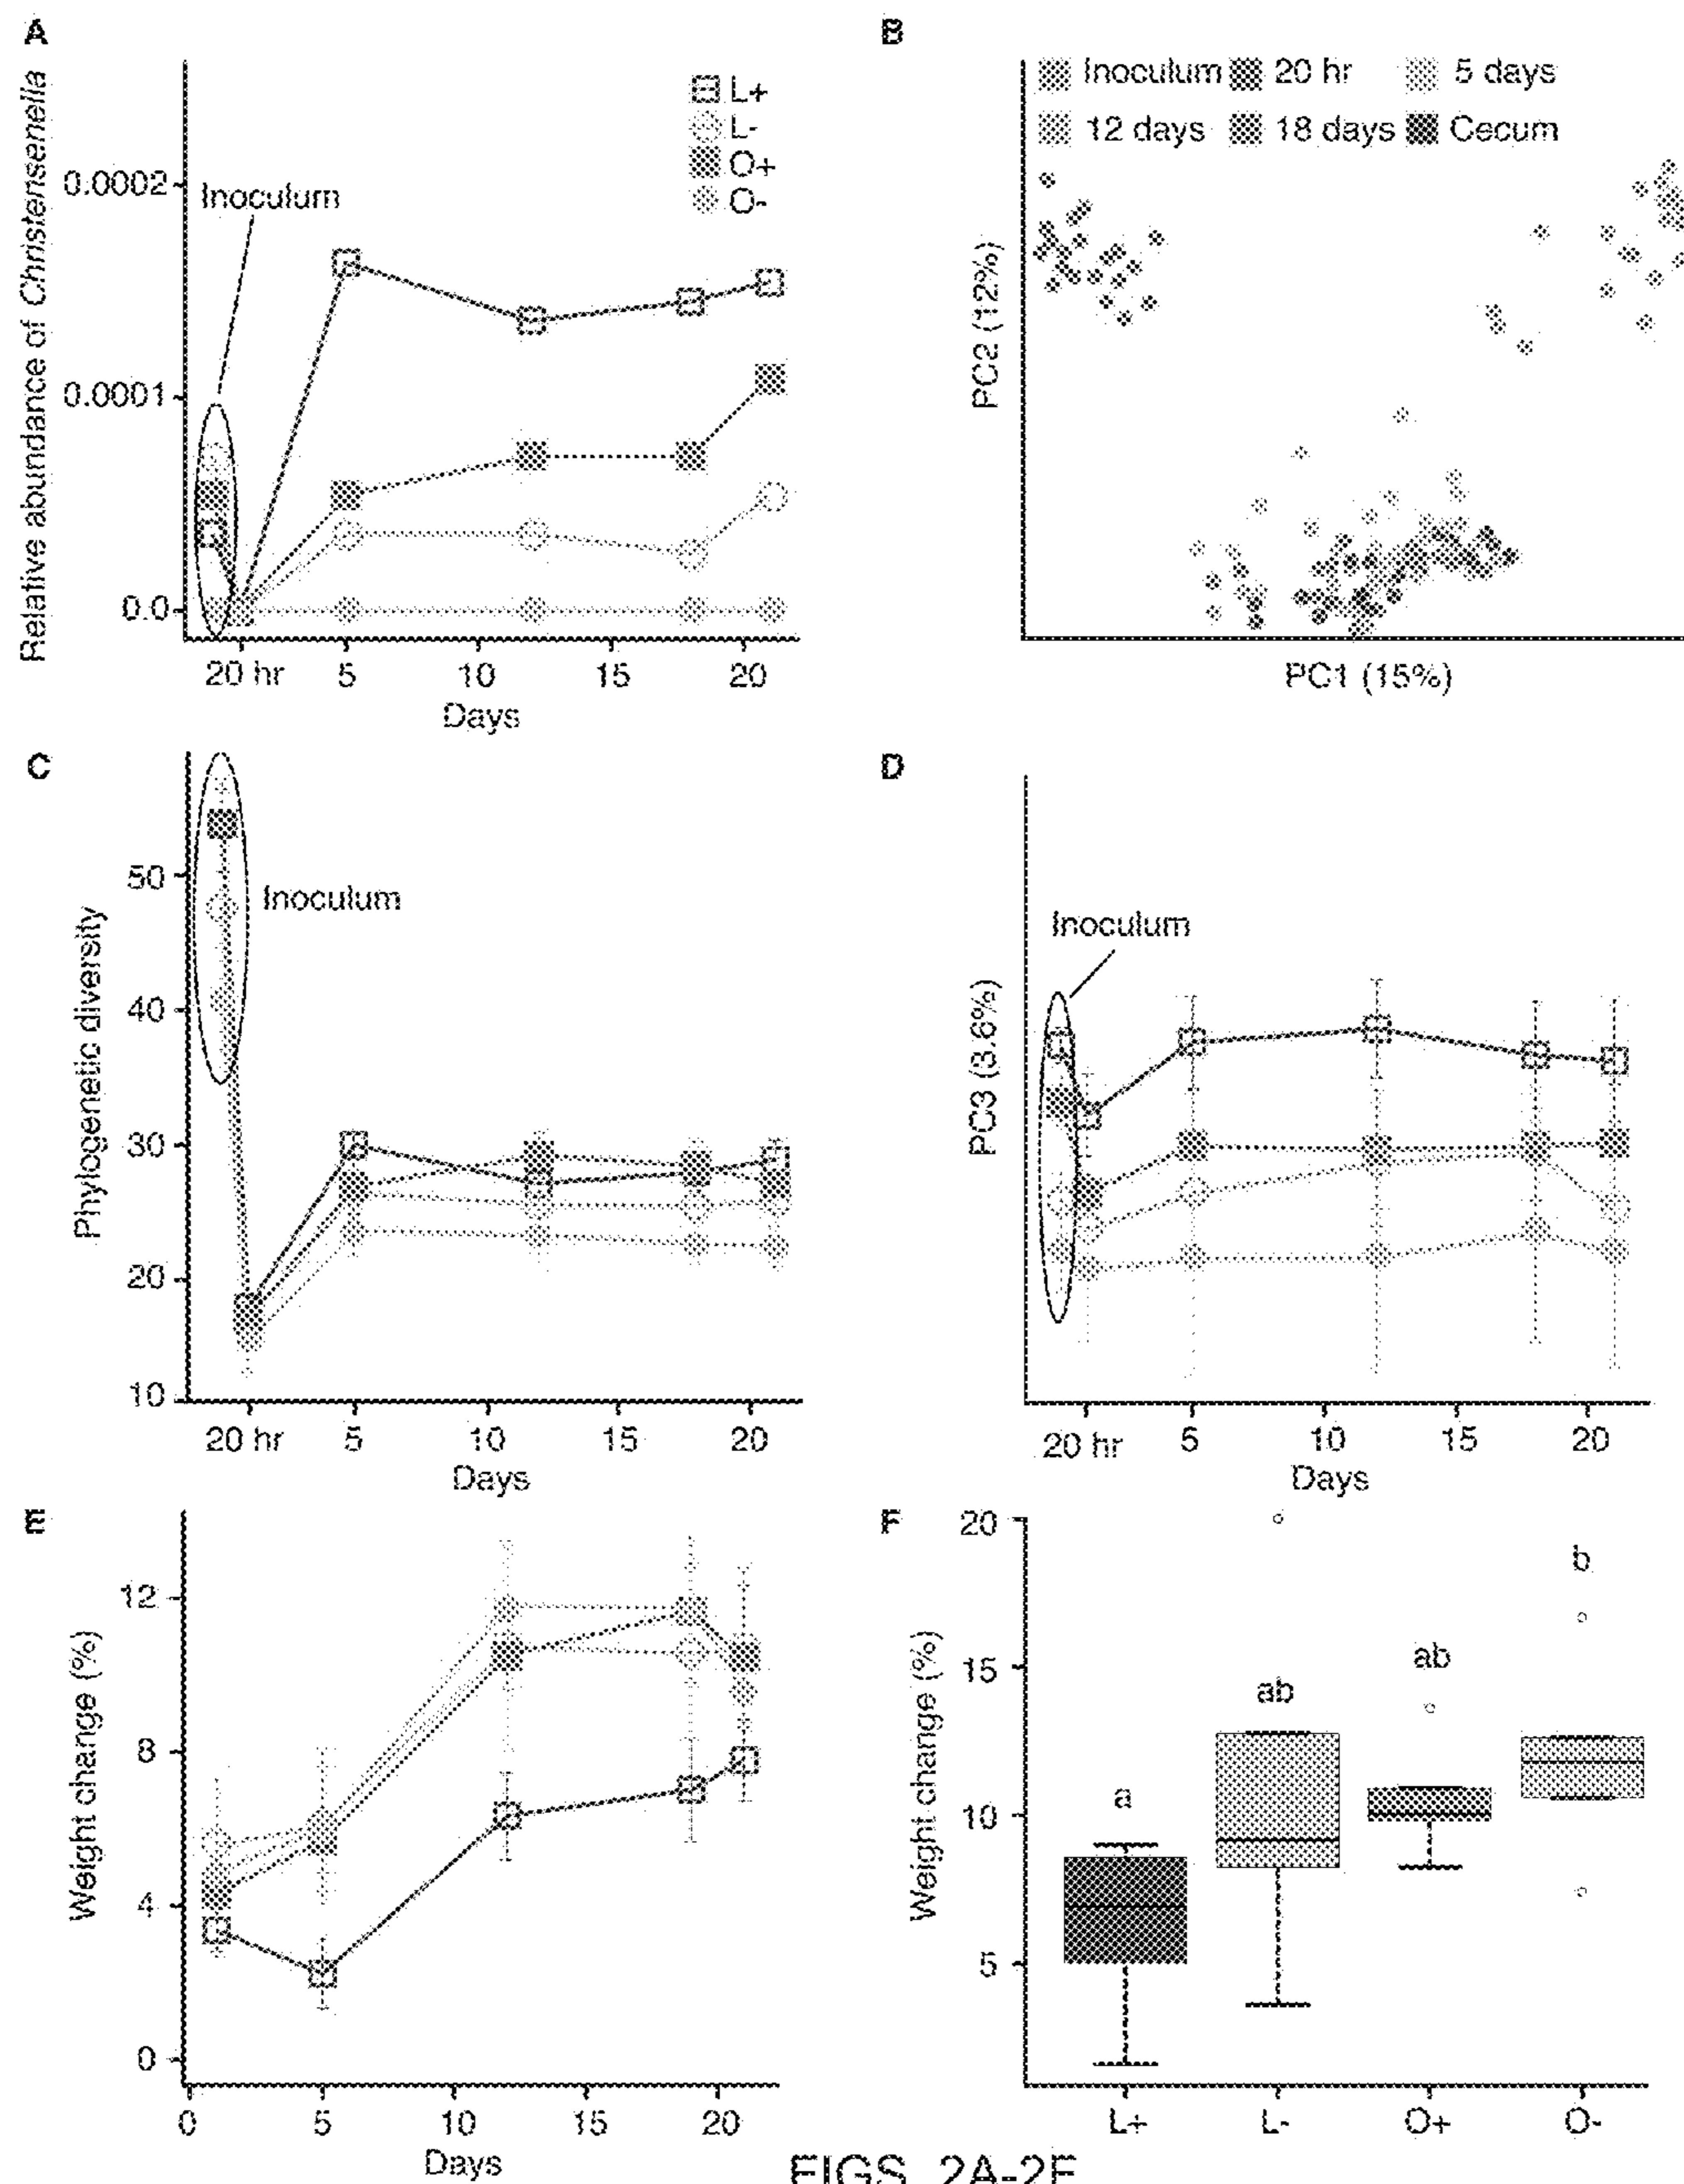 A
Relative abundance of Christensenella
0.0002
0.0001
0.0
Inoculum
L+
L-
O+
O-
20 hr 5 10 15 20
Days
B
Inoculum 20 hr 5 days
12 days 18 days Cecum
PC2 (12%)
PC1 (15%)
C
Phylogenetic diversity
50
40
30
20
10
Inoculum
20 hr 5 10 15 20
Days
D
PC3 (3.6%)
Inoculum
20 hr 5 10 15 20
Days
E
Weight change (%)
12
8
4
0
0 5 10 15 20
Days
F
Weight change (%)
20
15
10
5
a
ab
ab
b
L+ L- O+ O-
FIGS. 2A-2F